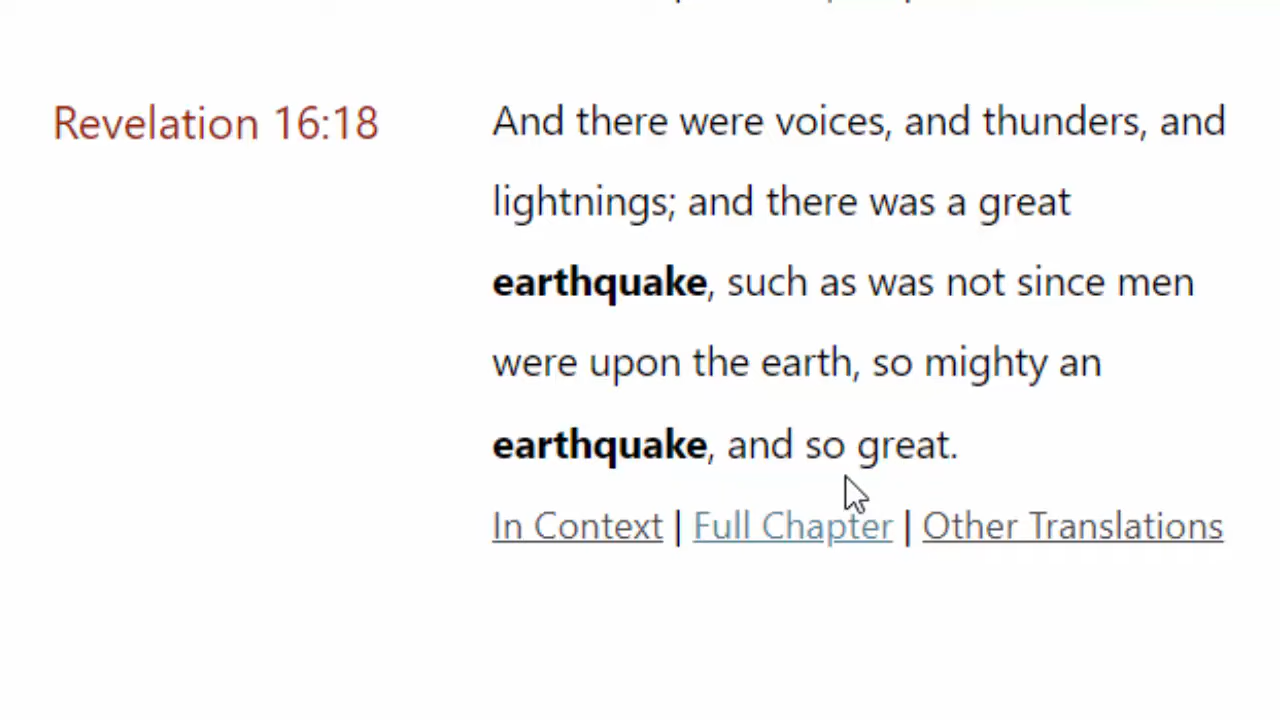 Revelation 16:18
And there were voices, and thunders, and
lightnings; and there was a great
earthquake, such as was not since men
were upon the earth, so mighty an
earthquake, and so great.
In Context | Full Chapter | Other Translations